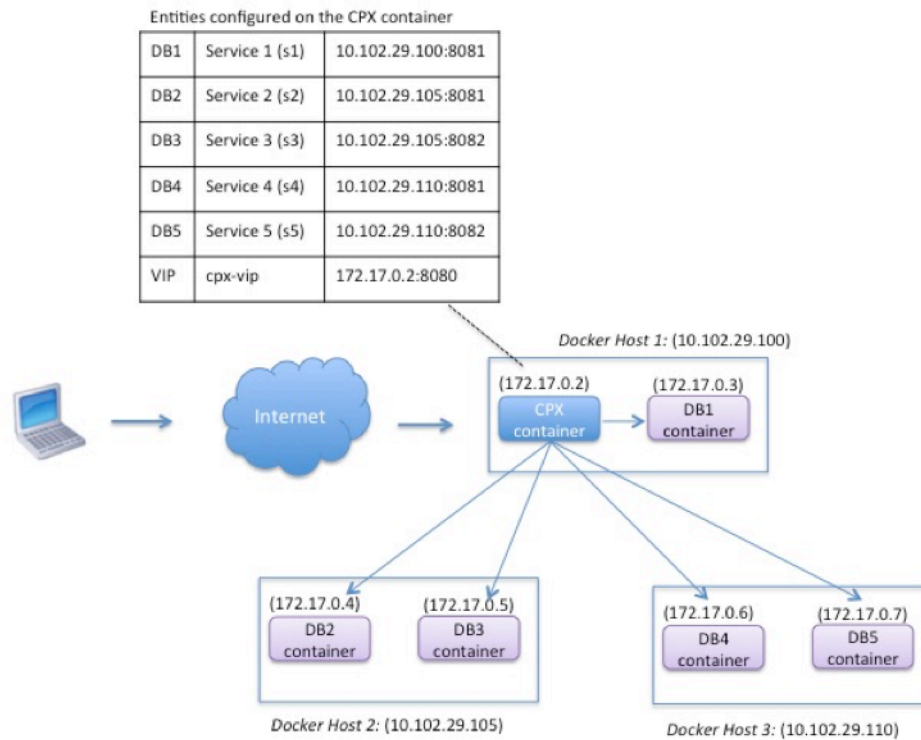 Entities configured on the CPX container
DB1 Service 1 (s1) 10.102.29.100:8081
DB2 Service 2 (s2) 10.102.29.105:8081
DB3 Service 3 (s3) 10.102.29.105:8082
DB4 Service 4 (s4) 10.102.29.110:8081
DB5 Service 5 (s5) 10.102.29.110:8082
VIP cpx-vip 172.17.0.2:8080
Docker Host 1: (10.102.29.100)
(172.17.0.2) (172.17.0.3)
CPX container
DB1 container
Internet
(172.17.0.4) (172.17.0.5)
DB2 container
DB3 container
Docker Host 2: (10.102.29.105)
(172.17.0.6) (172.17.0.7)
DB4 container
DB5 container
Docker Host 3: (10.102.29.110)